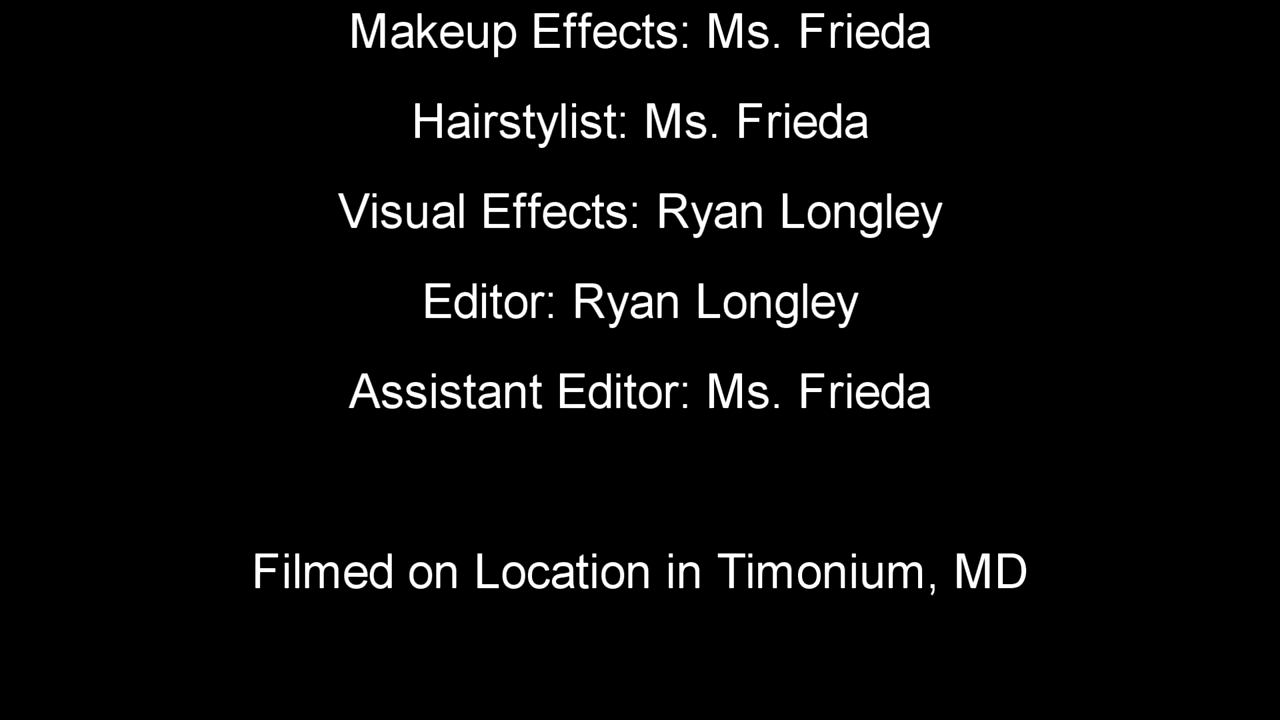 Makeup Effects: Ms. Frieda
Hairstylist: Ms. Frieda
Visual Effects: Ryan Longley
Editor: Ryan Longley
Assistant Editor: Ms. Frieda
Filmed on Location in Timonium, MD